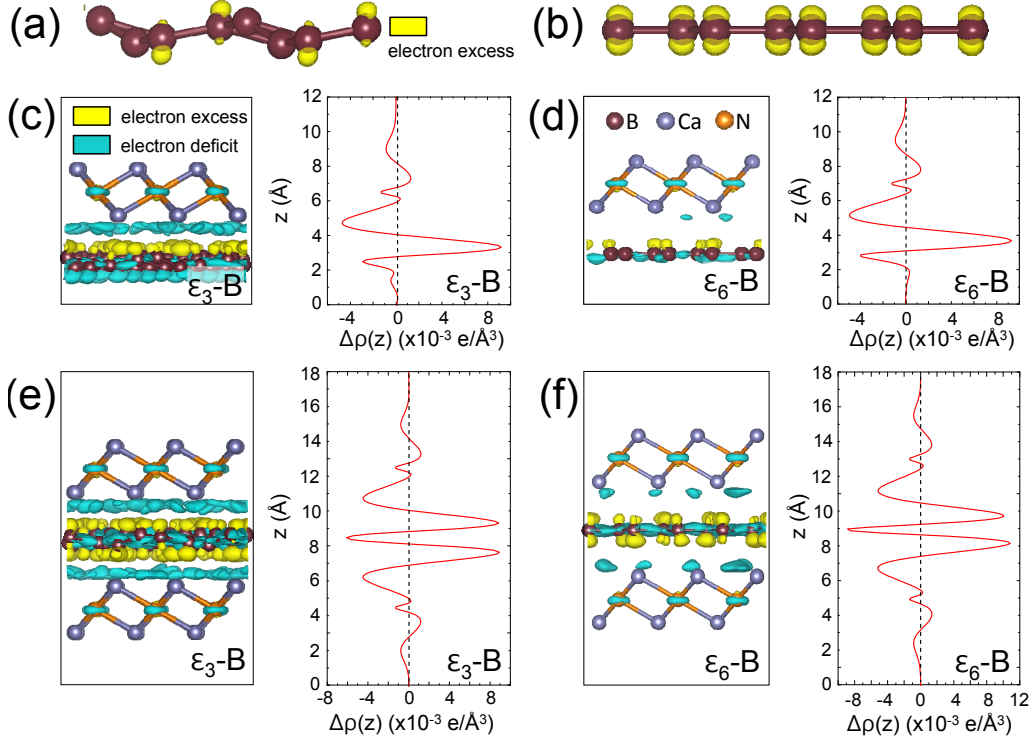 (a)
electron excess
(b)
(c)
electron excess
electron deficit
ε₃-B
z (Å)
12
10
8
6
4
2
0
-4 0 4 8
Δρ(z) (x10⁻³ e/Å³)
ε₃-B
(d)
B Ca N
ε₆-B
z (Å)
12
10
8
6
4
2
0
-4 0 4 8
Δρ(z) (x10⁻³ e/Å³)
ε₆-B
(e)
ε₃-B
z (Å)
18
16
14
12
10
8
6
4
2
0
-8 -4 0 4 8
Δρ(z) (x10⁻³ e/Å³)
ε₃-B
(f)
ε₆-B
z (Å)
18
16
14
12
10
8
6
4
2
0
-8 -4 0 4 8 12
Δρ(z) (x10⁻³ e/Å³)
ε₆-B